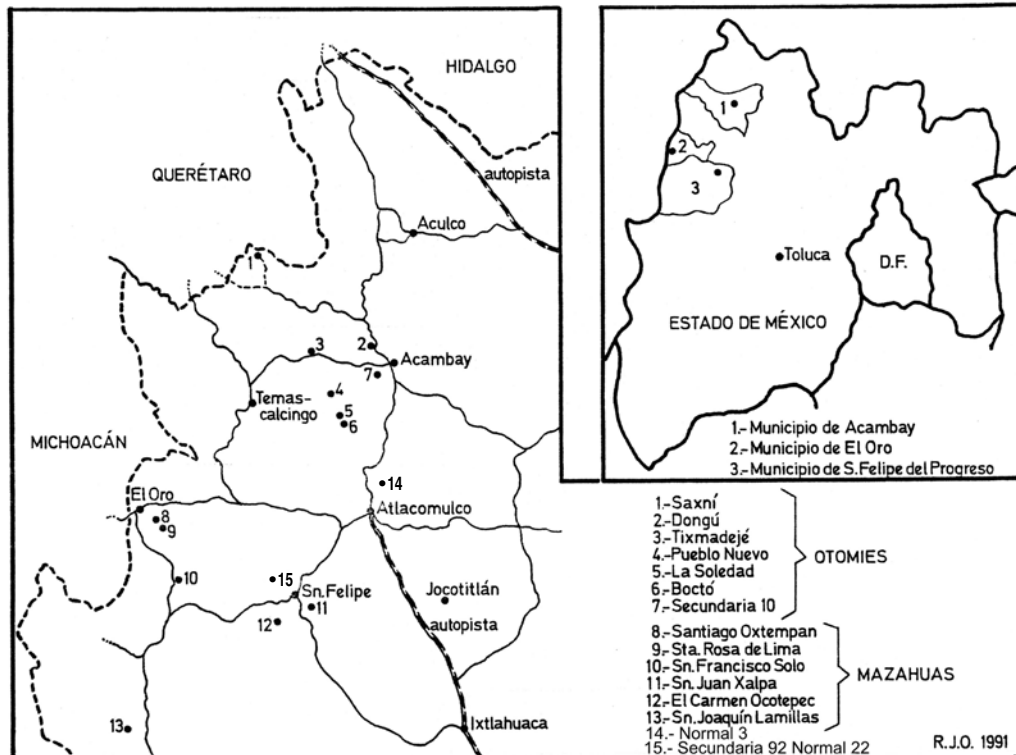 HIDALGO
QUERÉTARO
autopista
Aculco
1
2
3
Acambay
7
4
Temas-
calcingo
5
6
MICHOACÁN
14
El Oro
Atlacomulco
8
9
10
15
Sn. Felipe
Jocotitlán
11
autopista
12
Ixtlahuaca
13
1
2
3
Toluca
D.F.
ESTADO DE MÉXICO
1.- Municipio de Acambay
2.- Municipio de El Oro
3.- Municipio de S. Felipe del Progreso
1.- Saxní
2.- Dongú
3.- Tixmadejé
4.- Pueblo Nuevo
5.- La Soledad
6.- Boctó
7.- Secundaria 10
OTOMIES
8.- Santiago Oxtempan
9.- Sta. Rosa de Lima
10.- Sn. Francisco Solo
11.- Sn. Juan Xalpa
12.- El Carmen Ocotepec
13.- Sn. Joaquín Lamillas
MAZAHUAS
14.- Normal 3
15.- Secundaria 92 Normal 22
R.J.O. 1991